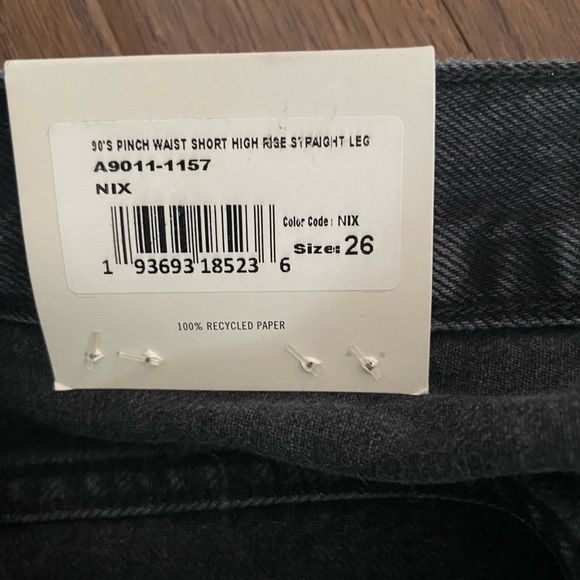 90'S PINCH WAIST SHORT HIGH RISE STRAIGHT LEG
A9011-1157
NIX
Color Code: NIX
Size: 26
1 93693 18523 6
100% RECYCLED PAPER